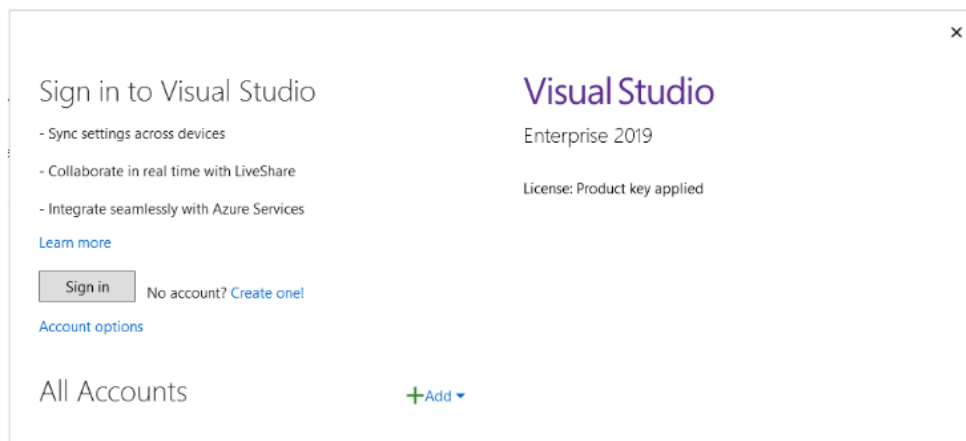 Sign in to Visual Studio
- Sync settings across devices
- Collaborate in real time with LiveShare
- Integrate seamlessly with Azure Services
Learn more
Sign in
No account? Create one!
Account options
All Accounts
Add
Visual Studio
Enterprise 2019
License: Product key applied